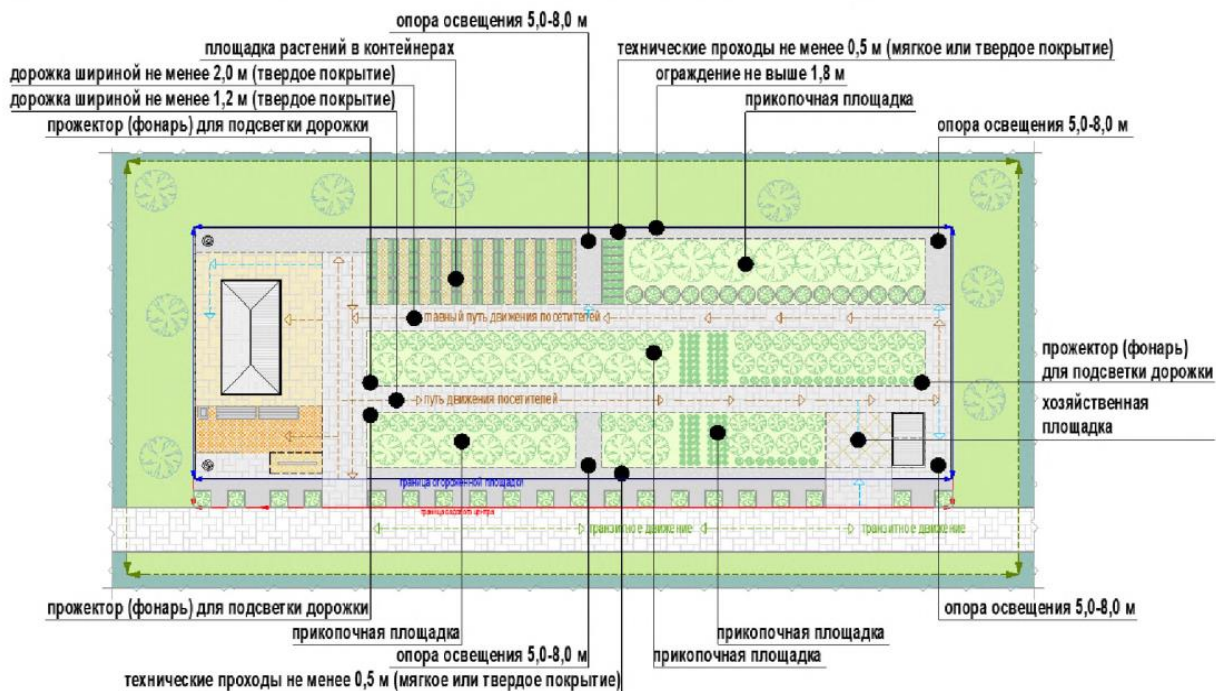 опора освещения 5,0-8,0 м
площадка растений в контейнерах
технические проходы не менее 0,5 м (мягкое или твердое покрытие)
дорожка шириной не менее 2,0 м (твердое покрытие)
ограждение не выше 1,8 м
дорожка шириной не менее 1,2 м (твердое покрытие)
прикопочная площадка
прожектор (фонарь) для подсветки дорожки
опора освещения 5,0-8,0 м
главный путь движения посетителей
прожектор (фонарь)
для подсветки дорожки
путь движения посетителей
хозяйственная
площадка
граница огороженной площадки
граница садового центра
транзитное движение
транзитное движение
прожектор (фонарь) для подсветки дорожки
опора освещения 5,0-8,0 м
прикопочная площадка
прикопочная площадка
опора освещения 5,0-8,0 м
прикопочная площадка
технические проходы не менее 0,5 м (мягкое или твердое покрытие)